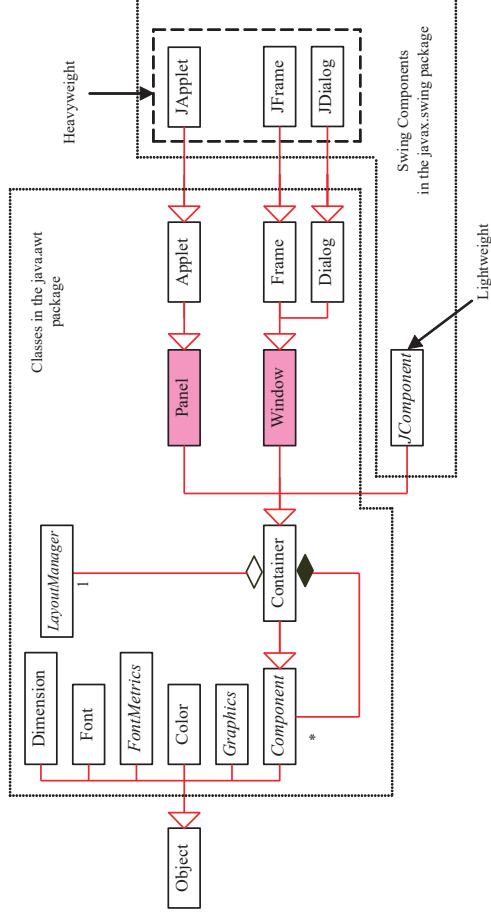 Classes in the java.awt
package
Heavyweight
Dimension
LayoutManager
1
Font
FontMetrics
Object
Color
Panel
Applet
JApplet
Graphics
Component
*
Container
Window
Frame
JFrame
Dialog
JDialog
JComponent
Swing Components
in the javax.swing package
Lightweight